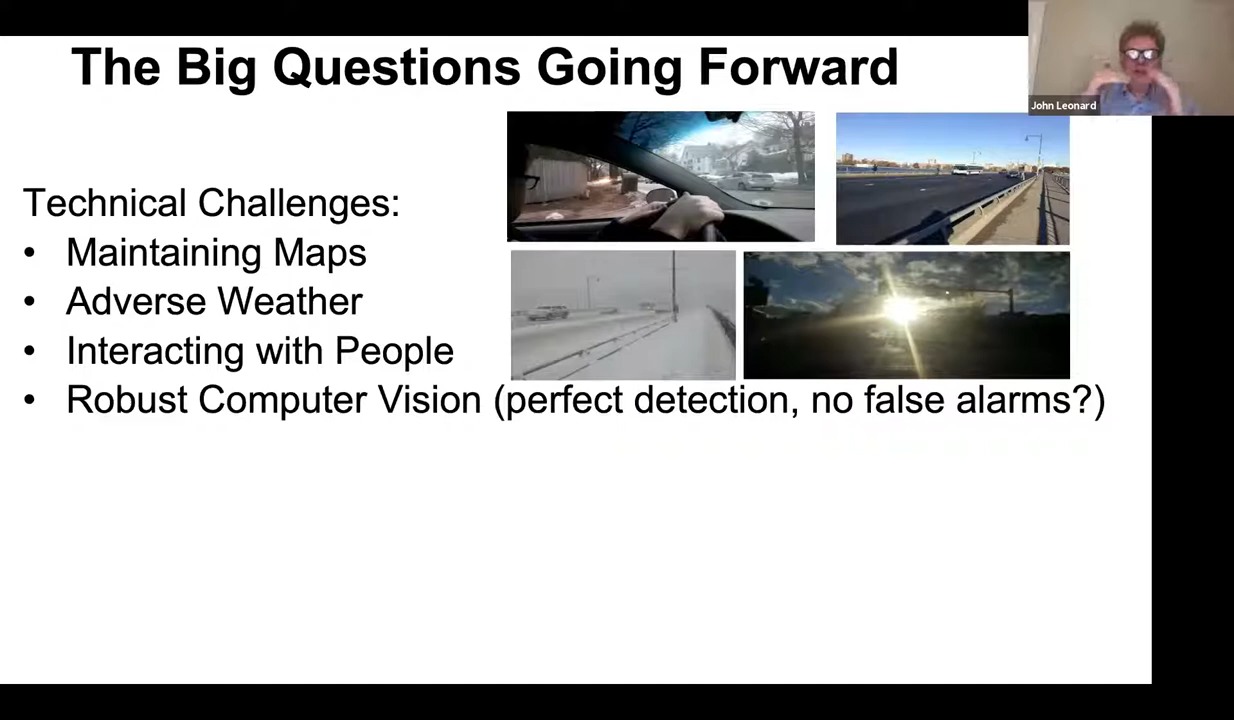 The Big Questions Going Forward
John Leonard
Technical Challenges:
• Maintaining Maps
• Adverse Weather
• Interacting with People
• Robust Computer Vision (perfect detection, no false alarms?)